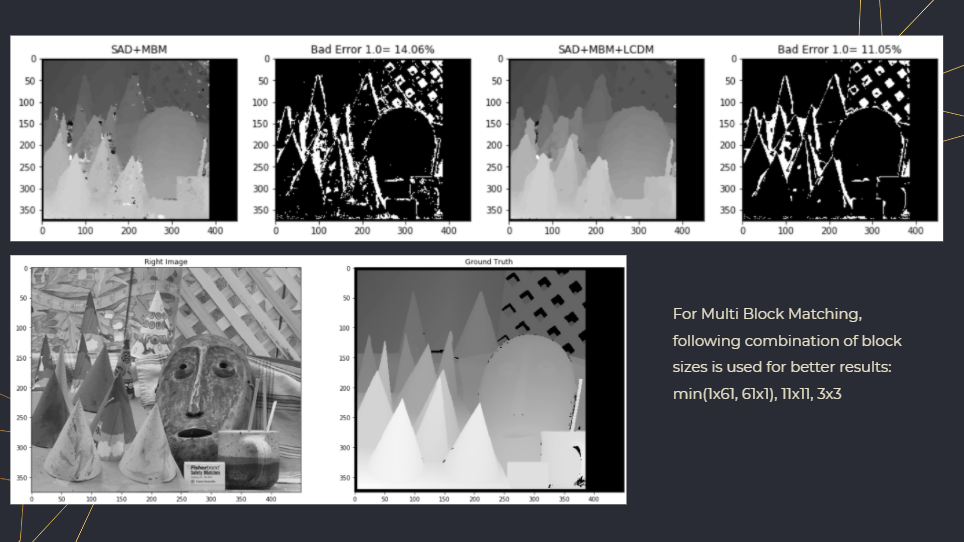 SAD+MBM
Bad Error 1.0= 14.06%
SAD+MBM+LCDM
Bad Error 1.0= 11.05%
0
50
100
150
200
250
300
350
0 100 200 300 400
0
50
100
150
200
250
300
350
0 100 200 300 400
0
50
100
150
200
250
300
350
0 100 200 300 400
0
50
100
150
200
250
300
350
0 100 200 300 400
Right Image
Ground Truth
0
50
100
150
200
250
300
350
0 50 100 150 200 250 300 350 400
0
50
100
150
200
250
300
350
0 50 100 150 200 250 300 350 400
Safety Matches
For Multi Block Matching,
following combination of block
sizes is used for better results:
min(1x61, 61x1), 11x11, 3x3